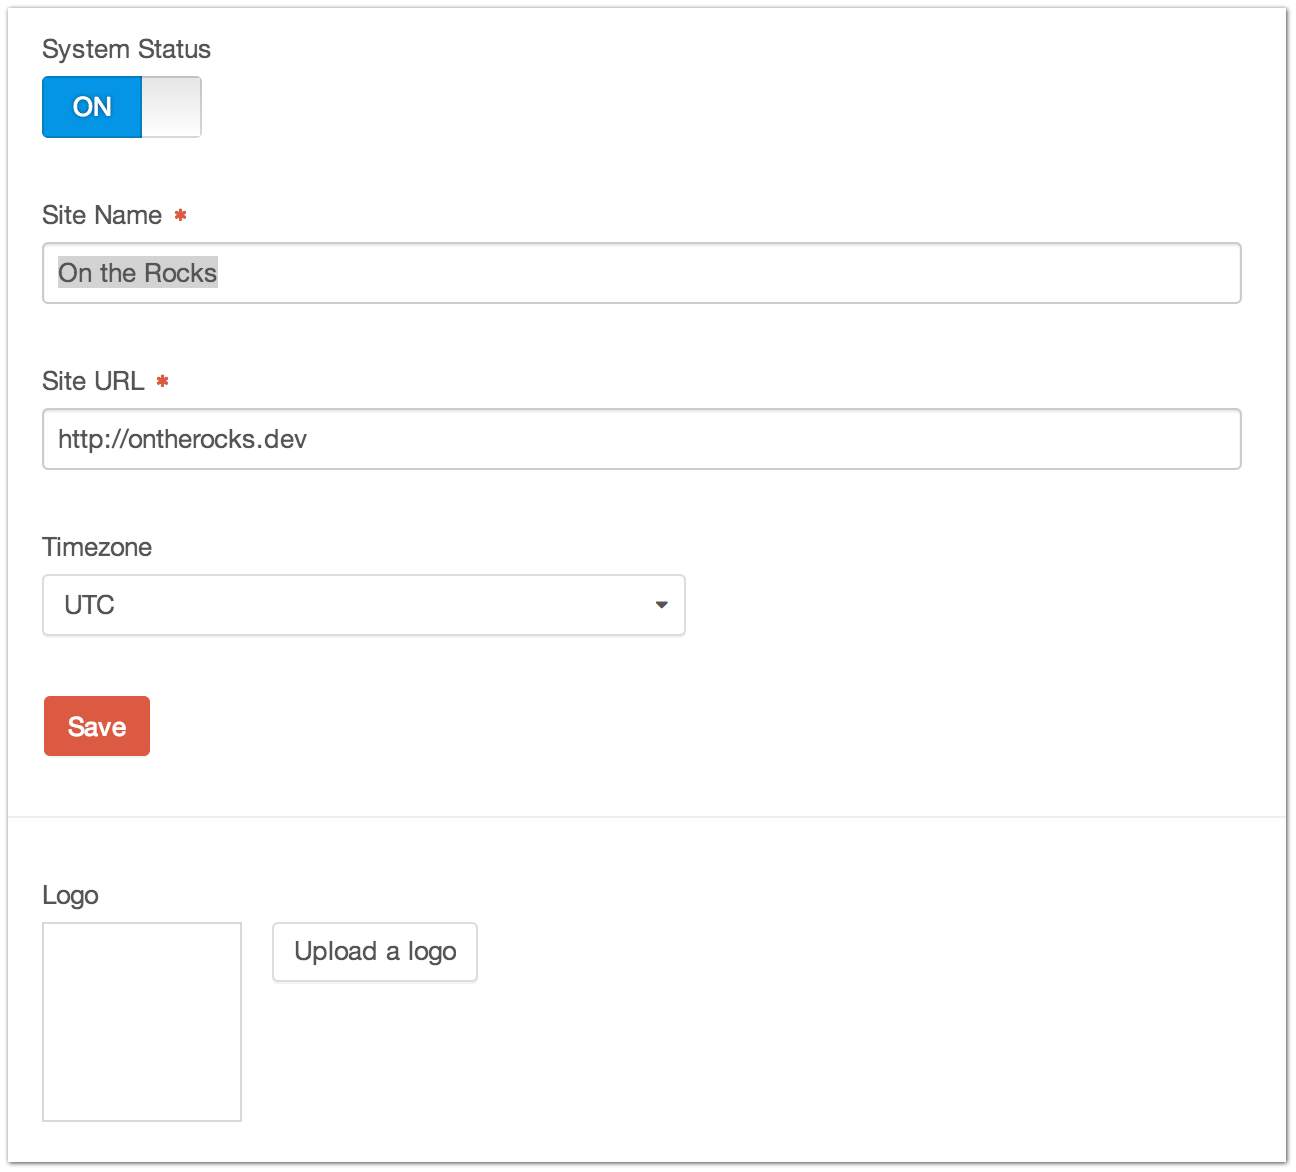 System Status
ON
Site Name *
On the Rocks
Site URL *
http://ontherocks.dev
Timezone
UTC
Save
Logo
Upload a logo